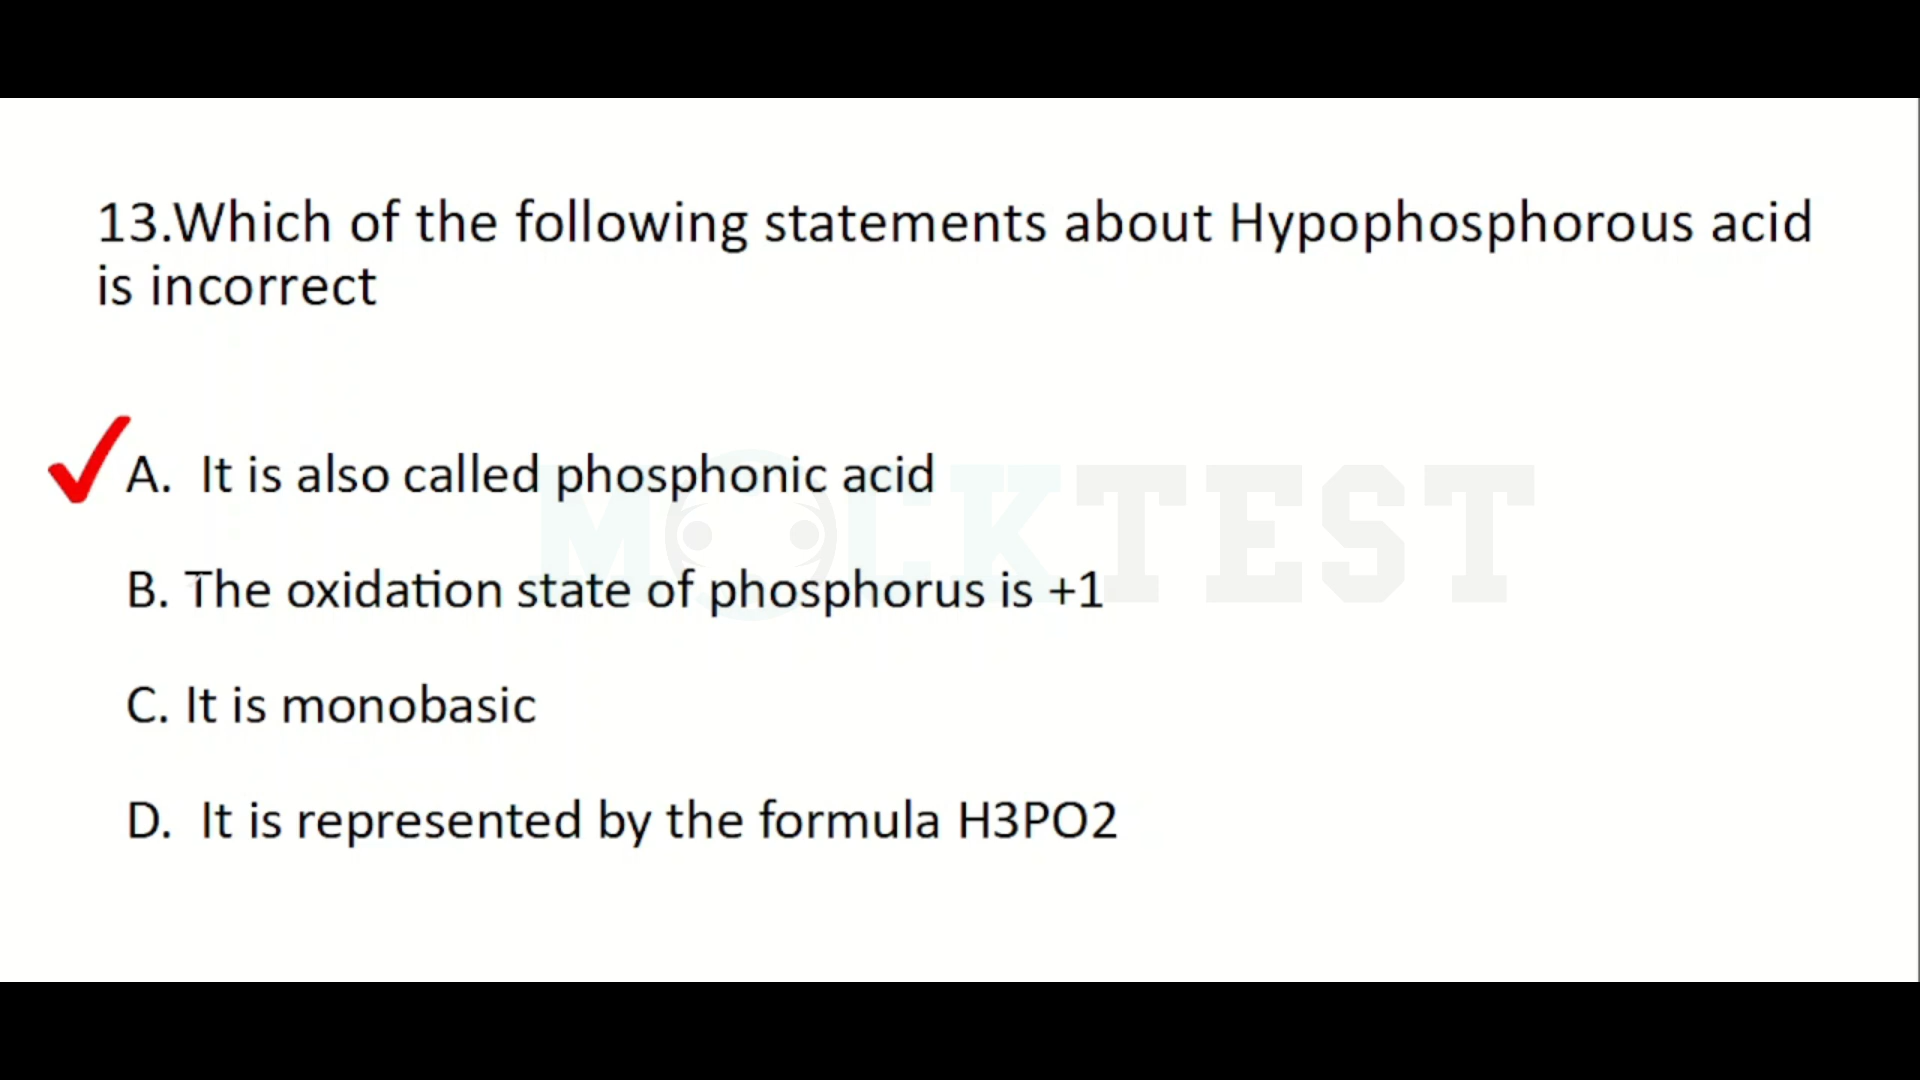 13.Which of the following statements about Hypophosphorous acid
is incorrect
A. It is also called phosphonic acid
B. The oxidation state of phosphorus is +1
C. It is monobasic
D. It is represented by the formula H3PO2
MOCKTEST